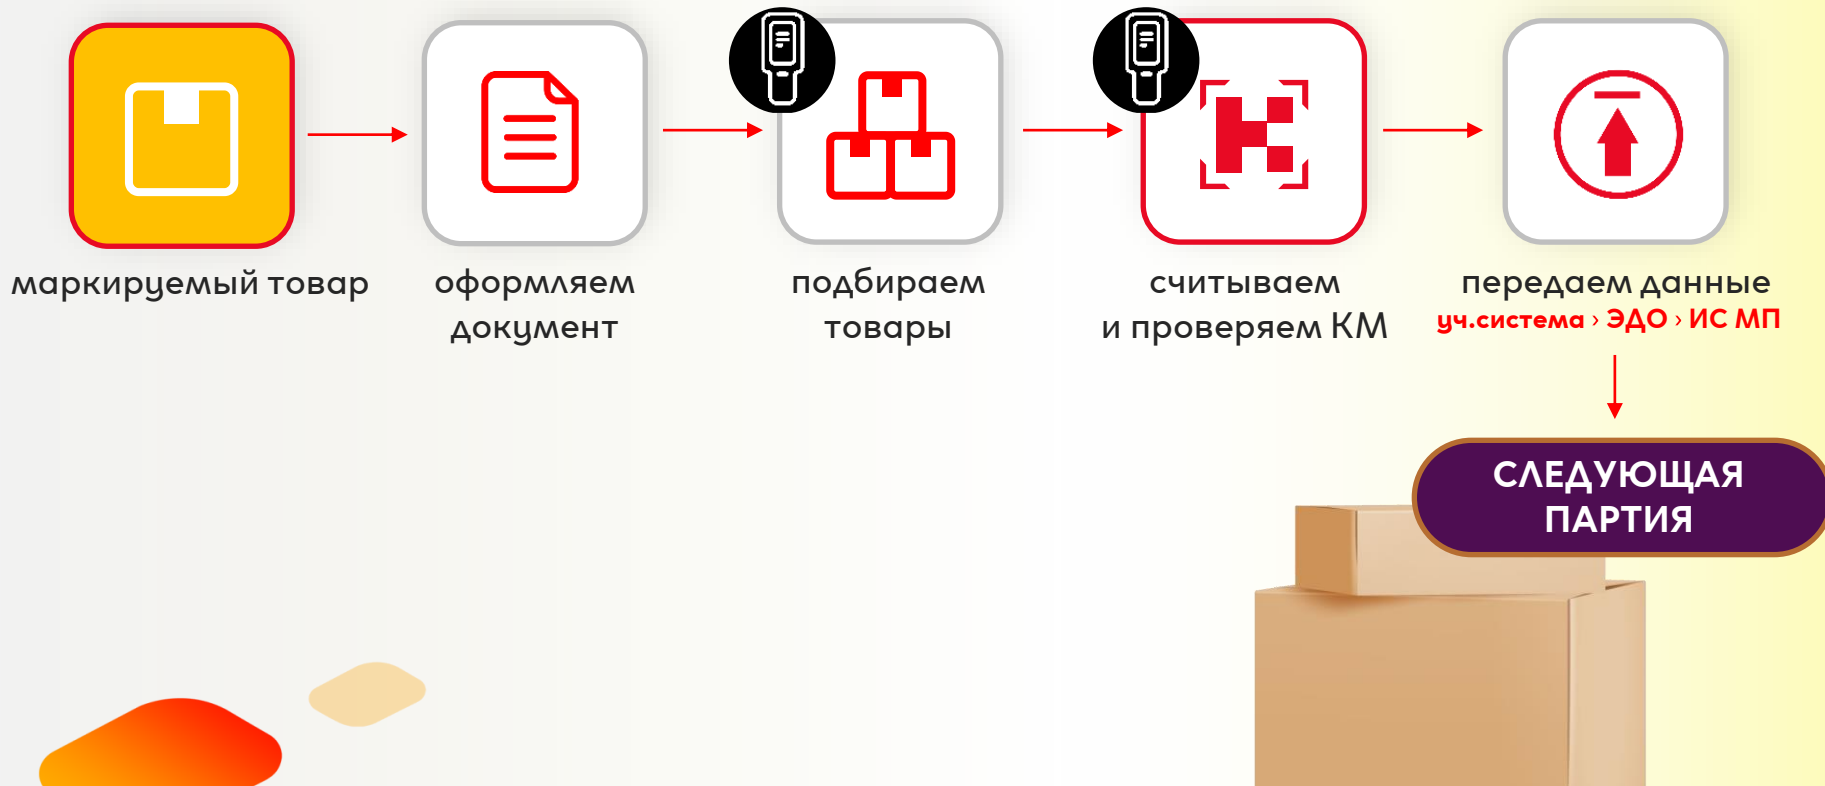 маркируемый товар
оформляем
документ
подбираем
товары
считываем
и проверяем КМ
передаем данные
уч.система › ЭДО › ИС МП
СЛЕДУЮЩАЯ
ПАРТИЯ